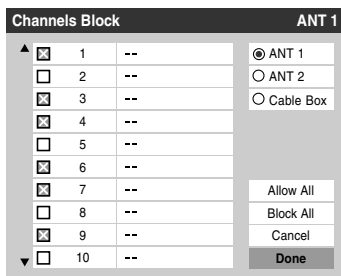 Channels Block ANT 1
1 -- ANT 1
2 -- ANT 2
3 -- Cable Box
4 --
5 --
6 --
7 -- Allow All
8 -- Block All
9 -- Cancel
10 -- Done